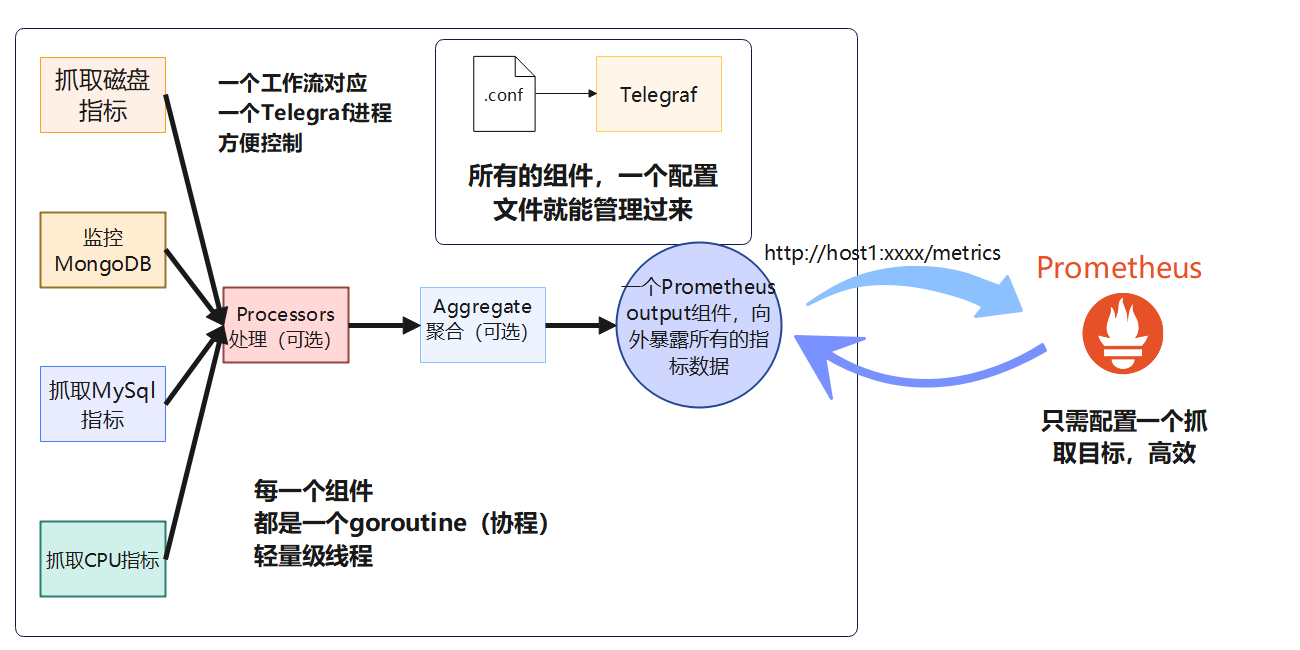 抓取磁盘
指标
一个工作流对应
一个Telegraf进程
方便控制
.conf
Telegraf
所有的组件，一个配置
文件就能管理过来
监控
MongoDB
http://host1:xxxx/metrics
Prometheus
Processors
处理（可选）
Aggregate
聚合（可选）
一个Prometheus
output组件，向
外暴露所有的指
标数据
抓取MySql
指标
只需配置一个抓
取目标，高效
每一个组件
都是一个goroutine（协程）
轻量级线程
抓取CPU指标